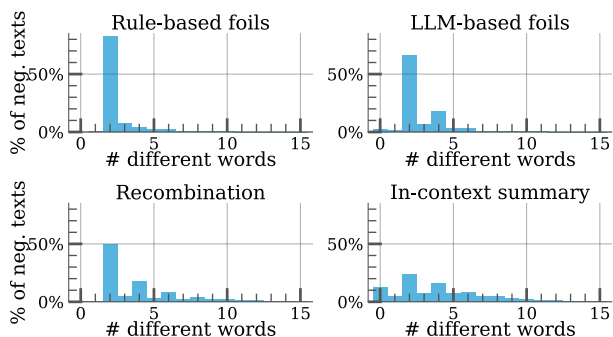 Rule-based foils
LLM-based foils
% of neg. texts
50%
0%
0 5 10 15
# different words
50%
0%
0 5 10 15
# different words
Recombination
In-context summary
% of neg. texts
50%
0%
0 5 10 15
# different words
50%
0%
0 5 10 15
# different words